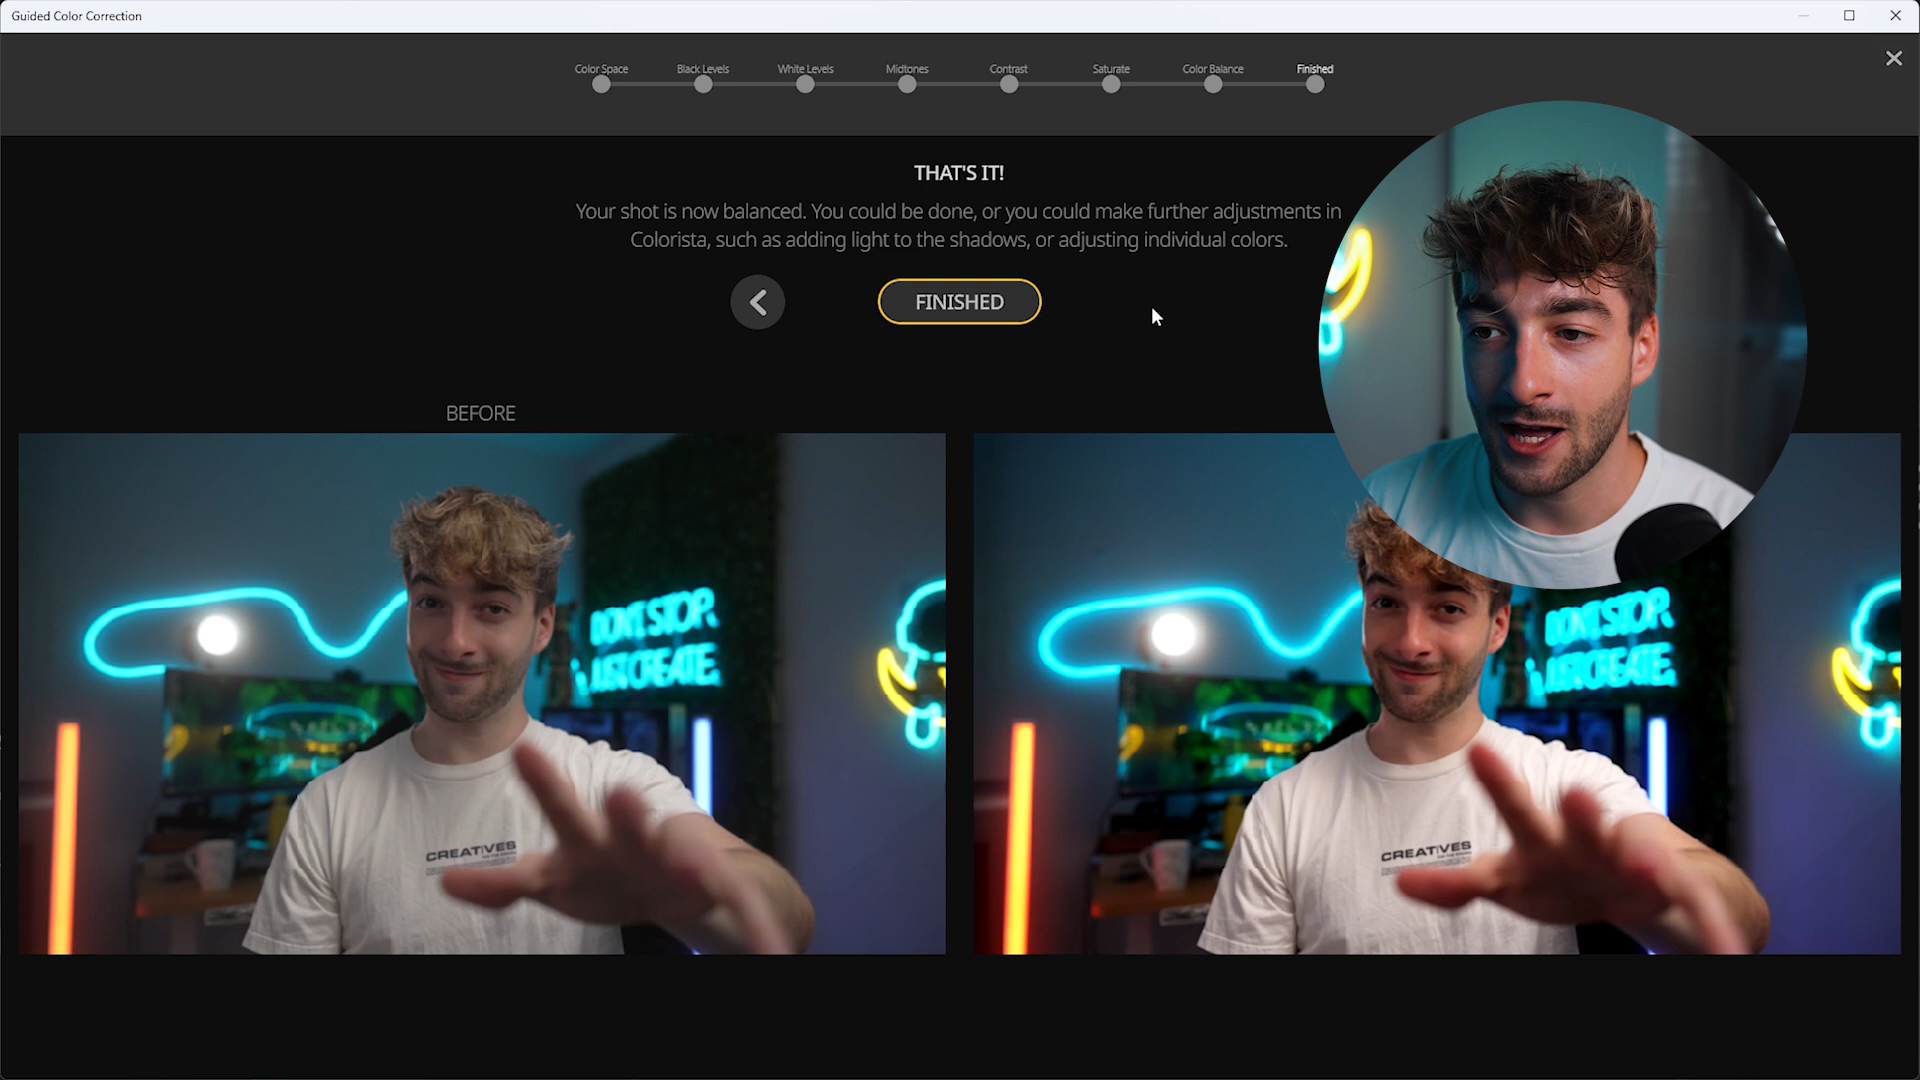 Guided Color Correction
Color Space
Black Levels
White Levels
Midtones
Contrast
Saturate
Color Balance
Finished
THAT'S IT!
Your shot is now balanced. You could be done, or you could make further adjustments in
Colorista, such as adding light to the shadows, or adjusting individual colors.
FINISHED
BEFORE
DON'T STOP.
JUST CREATE.
CREATIVES
DON'T STOP.
JUST CREATE.
CREATIVES